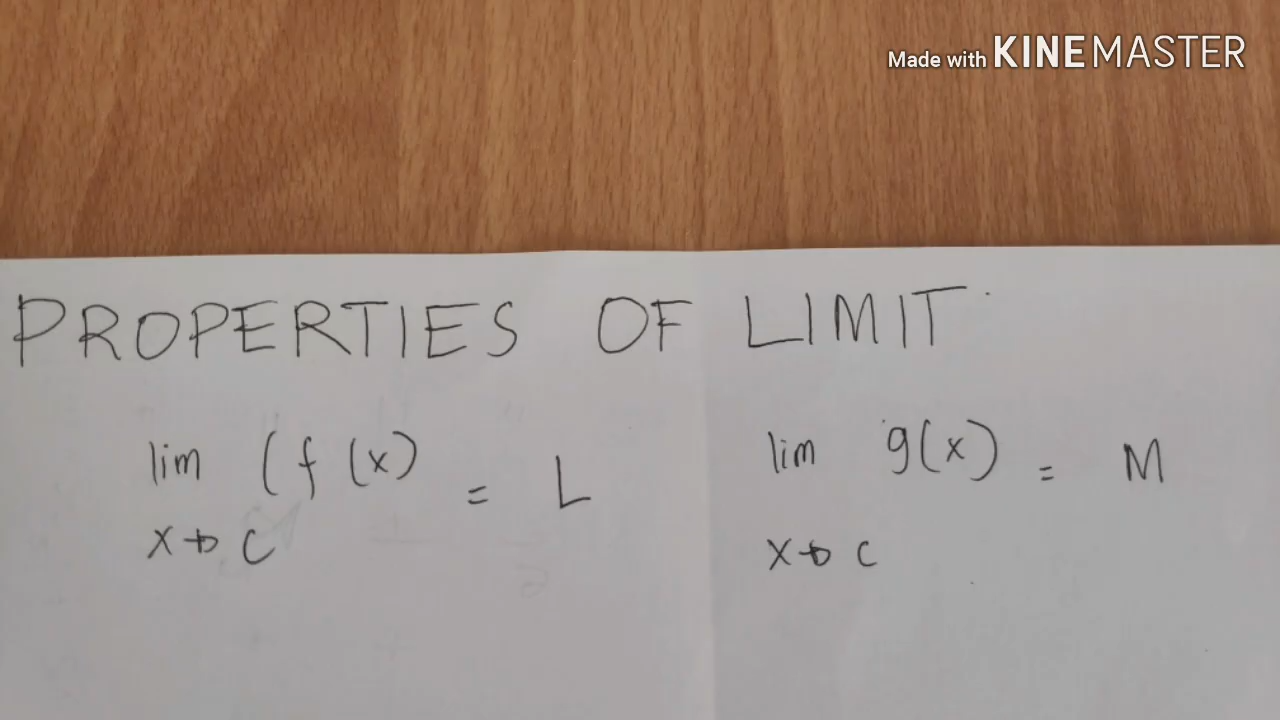 Made with KINEMASTER
PROPERTIES OF LIMIT
lim (f(x) = L
x→c
lim g(x) = M
x→c